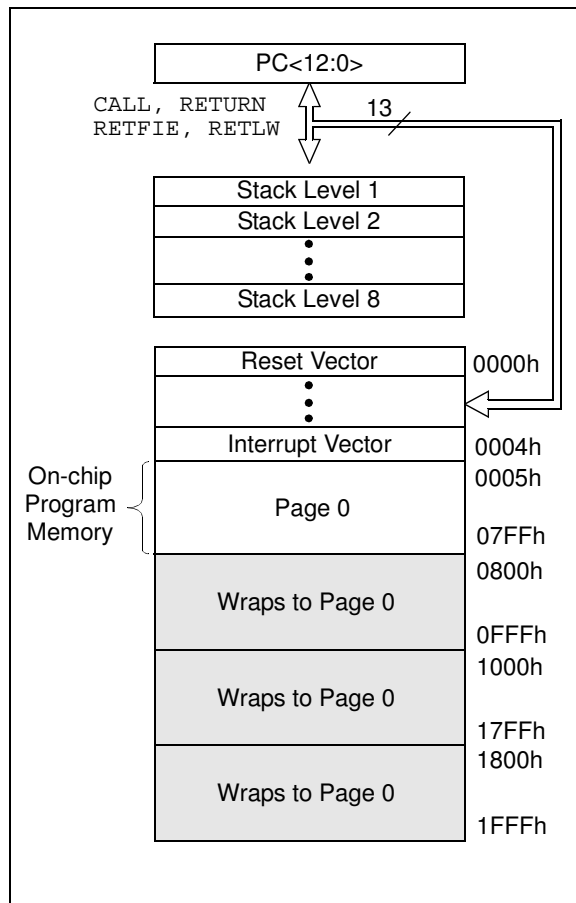 PC<12:0>
CALL, RETURN
RETFIE, RETLW
13
Stack Level 1
Stack Level 2
Stack Level 8
Reset Vector
0000h
Interrupt Vector
0004h
On-chip
Program
Memory
0005h
Page 0
07FFh
0800h
Wraps to Page 0
0FFFh
1000h
Wraps to Page 0
17FFh
1800h
Wraps to Page 0
1FFFh